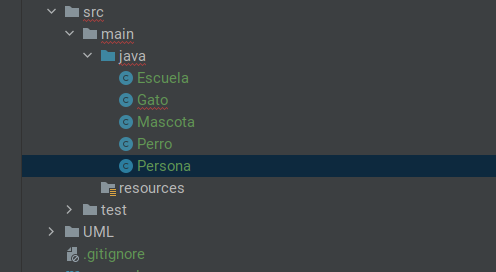 src
main
java
Escuela
Gato
Mascota
Perro
Persona
resources
test
UML
.gitignore